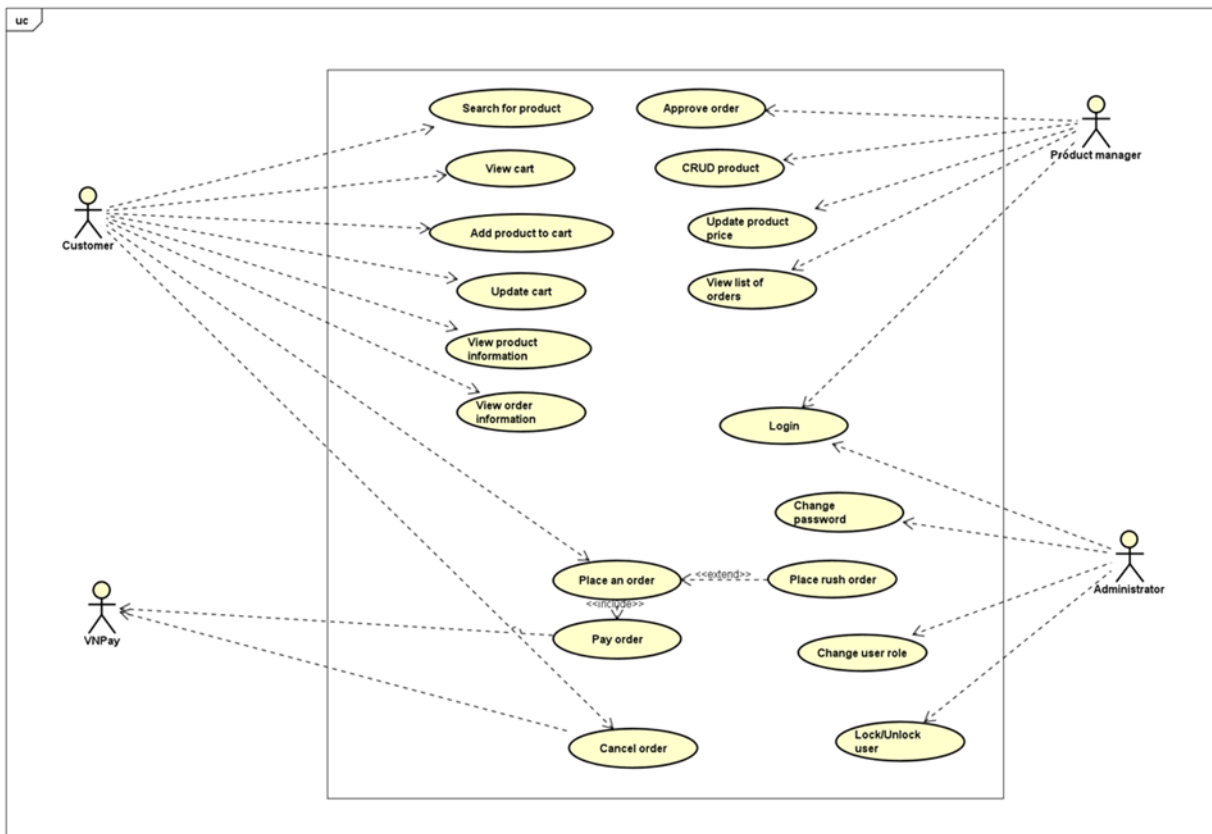 uc
Search for product
Approve order
Product manager
View cart
CRUD product
Customer
Add product to cart
Update product
price
Update cart
View list of
orders
View product
information
View order
information
Login
Change
password
Place an order
<<extend>>
Place rush order
Administrator
<<include>>
VNPay
Pay order
Change user role
Cancel order
Lock/Unlock
user